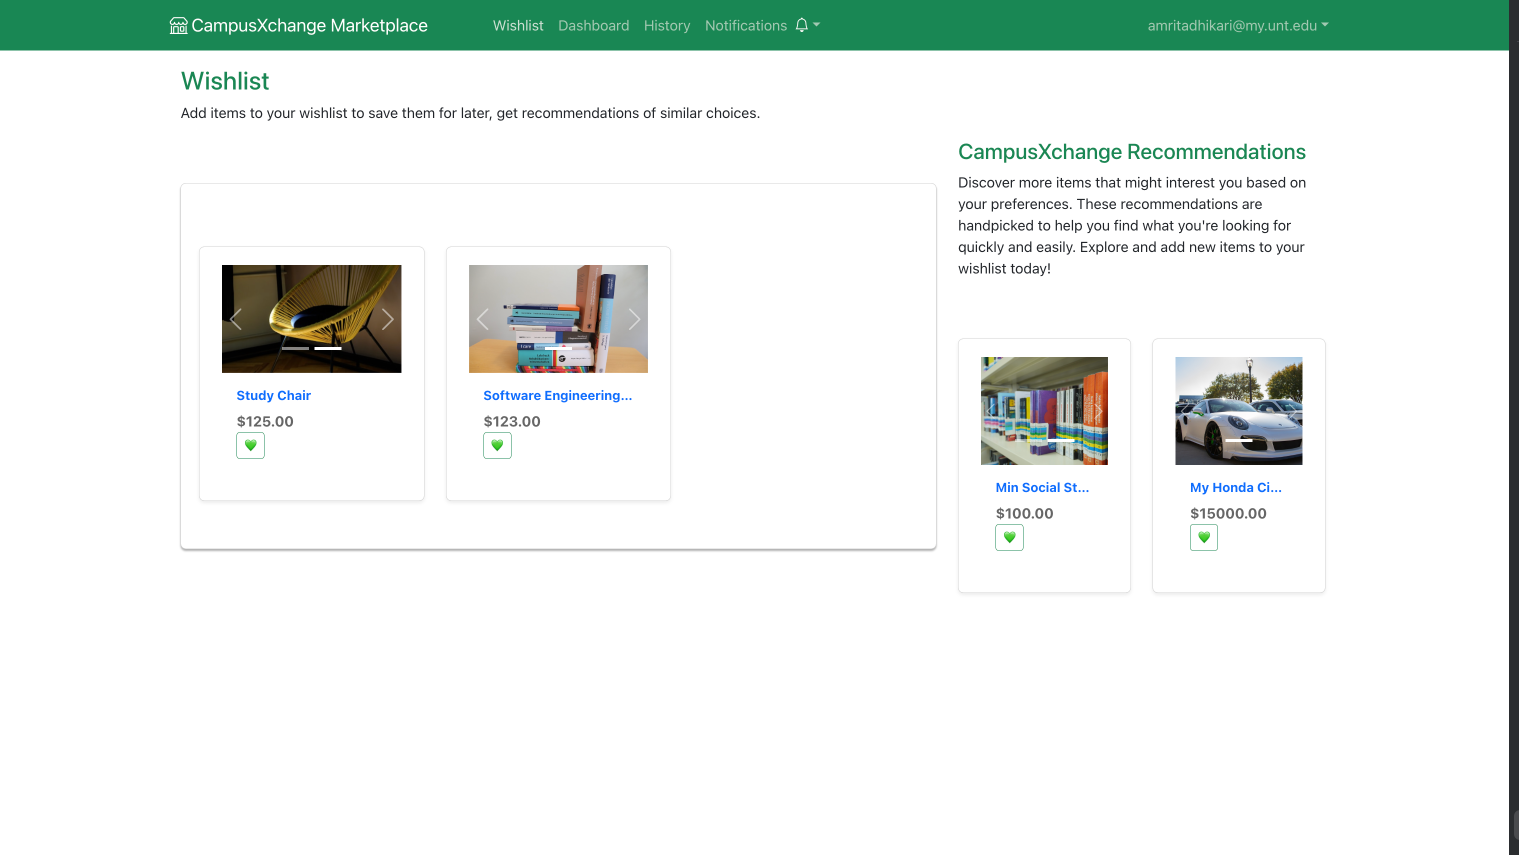 CampusXchange Marketplace
Wishlist
Dashboard
History
Notifications
amritadhikari@my.unt.edu
Wishlist
Add items to your wishlist to save them for later, get recommendations of similar choices.
Study Chair
$125.00
Software Engineering...
$123.00
CampusXchange Recommendations
Discover more items that might interest you based on
your preferences. These recommendations are
handpicked to help you find what you're looking for
quickly and easily. Explore and add new items to your
wishlist today!
Min Social St...
$100.00
My Honda Ci...
$15000.00